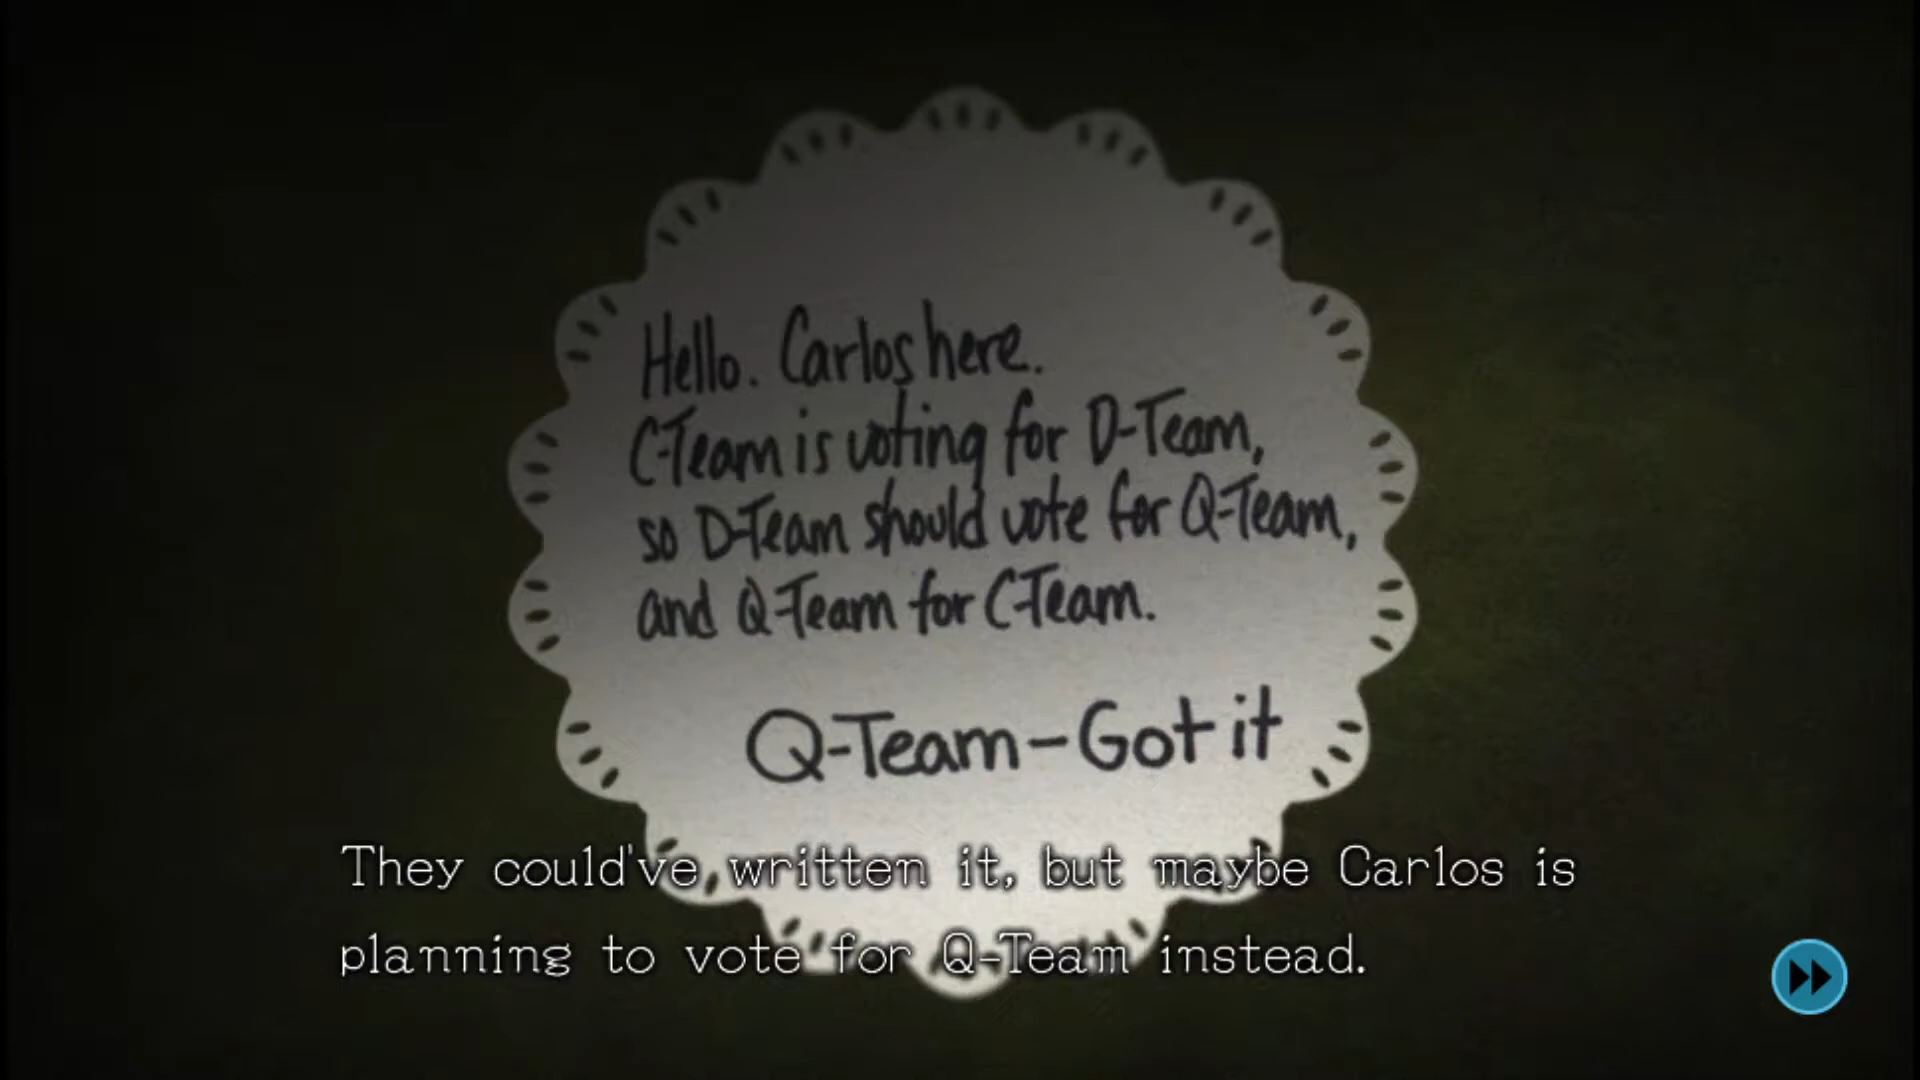 Hello. Carlos here.
C-Team is voting for D-Team,
so D-Team should vote for Q-Team,
and Q-Team for C-Team.
Q-Team-Got it
They could've written it, but maybe Carlos is
planning to vote for Q-Team instead.